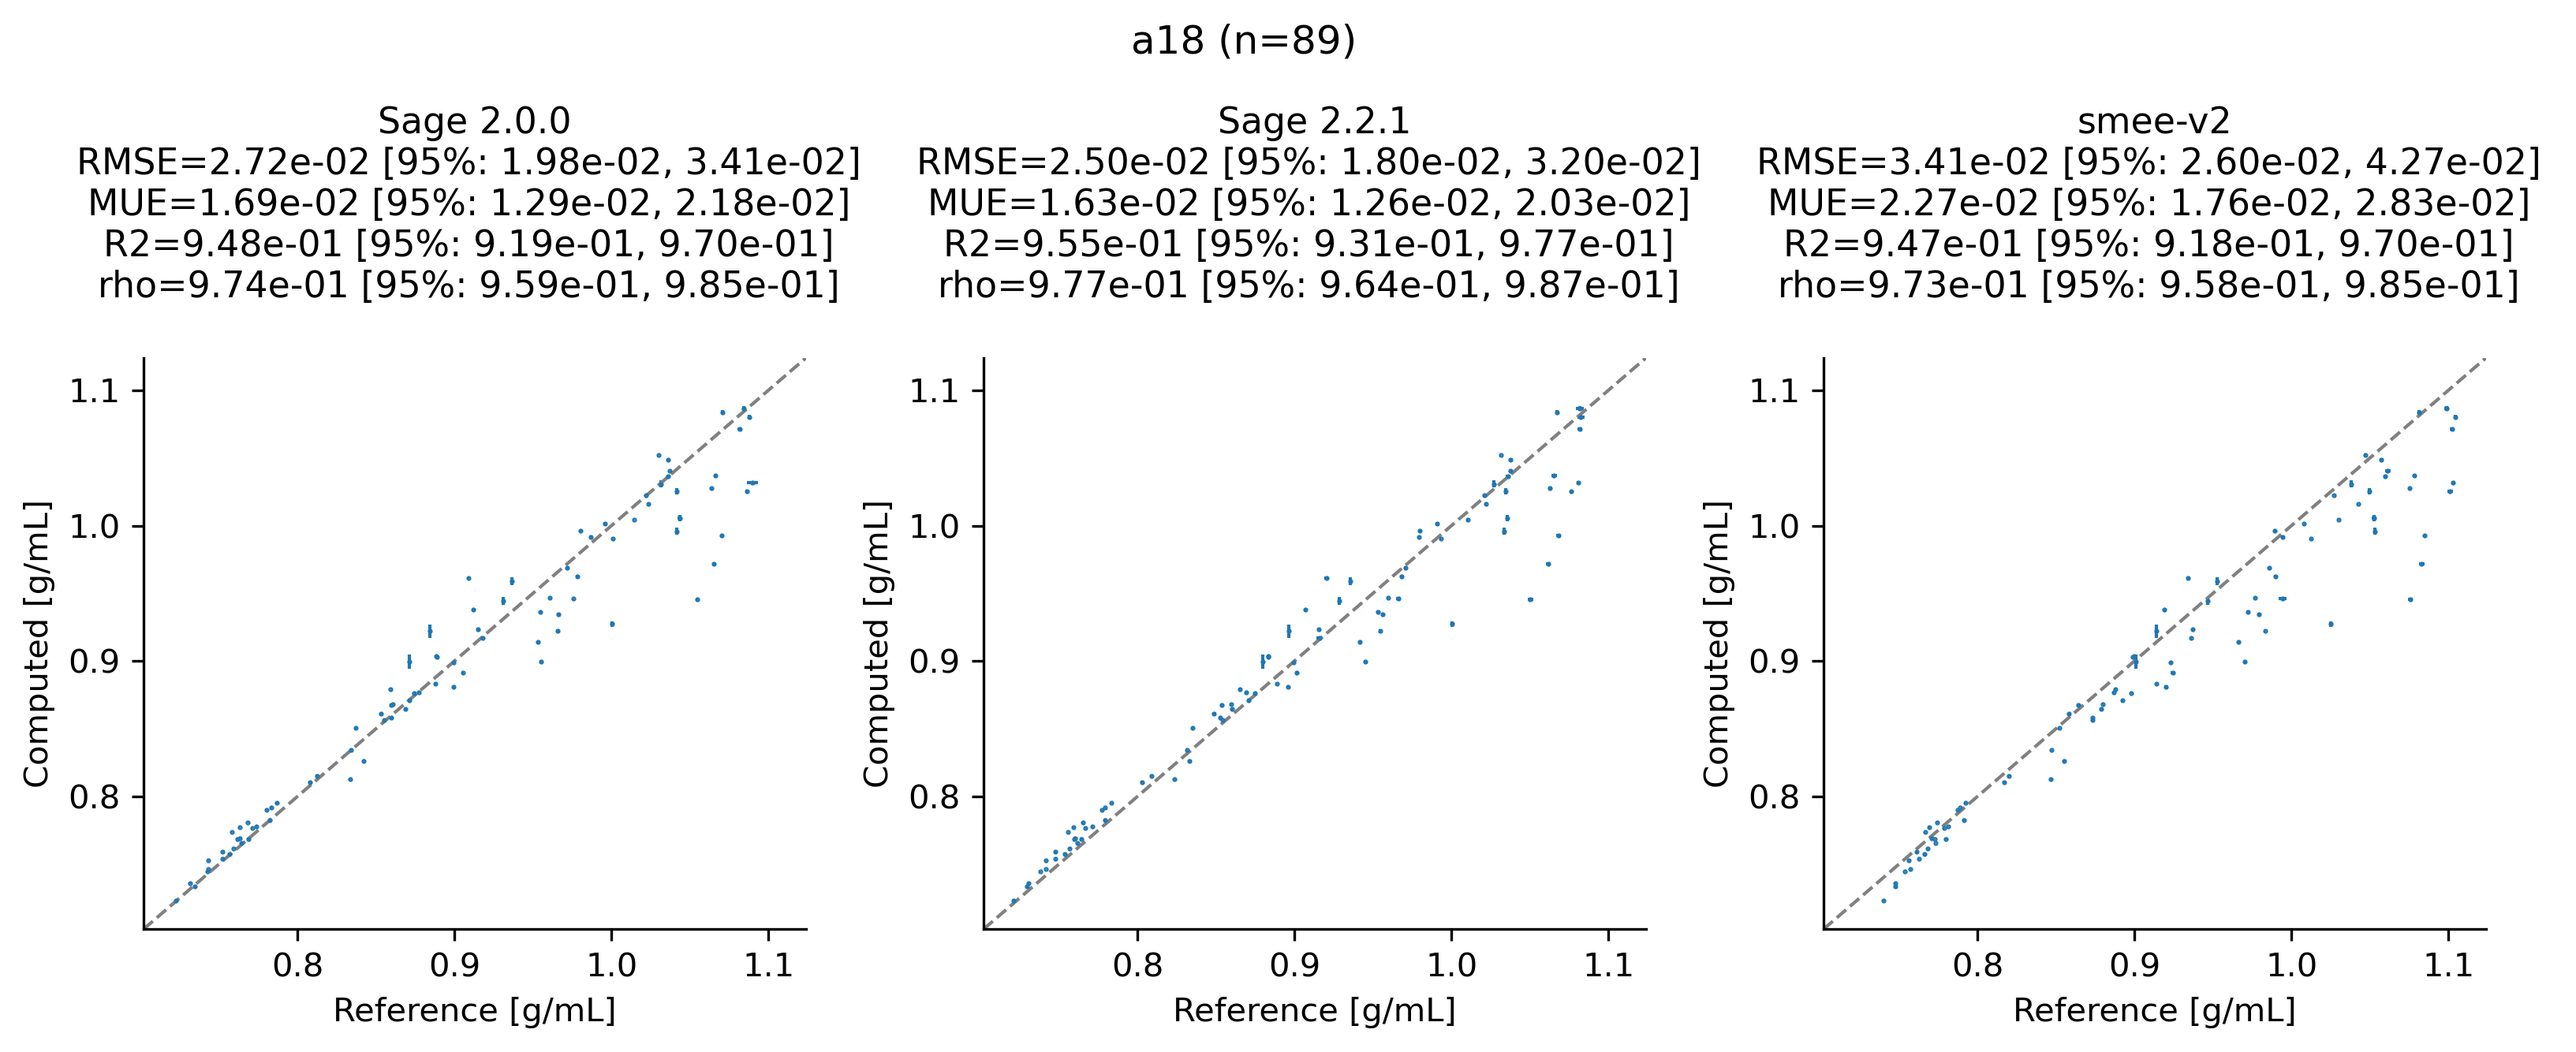 a18 (n=89)
Sage 2.0.0
RMSE=2.72e-02 [95%: 1.98e-02, 3.41e-02]
MUE=1.69e-02 [95%: 1.29e-02, 2.18e-02]
R2=9.48e-01 [95%: 9.19e-01, 9.70e-01]
rho=9.74e-01 [95%: 9.59e-01, 9.85e-01]
Computed [g/mL]
1.1
1.0
0.9
0.8
0.8 0.9 1.0 1.1
Reference [g/mL]
Sage 2.2.1
RMSE=2.50e-02 [95%: 1.80e-02, 3.20e-02]
MUE=1.63e-02 [95%: 1.26e-02, 2.03e-02]
R2=9.55e-01 [95%: 9.31e-01, 9.77e-01]
rho=9.77e-01 [95%: 9.64e-01, 9.87e-01]
Computed [g/mL]
1.1
1.0
0.9
0.8
0.8 0.9 1.0 1.1
Reference [g/mL]
smee-v2
RMSE=3.41e-02 [95%: 2.60e-02, 4.27e-02]
MUE=2.27e-02 [95%: 1.76e-02, 2.83e-02]
R2=9.47e-01 [95%: 9.18e-01, 9.70e-01]
rho=9.73e-01 [95%: 9.58e-01, 9.85e-01]
Computed [g/mL]
1.1
1.0
0.9
0.8
0.8 0.9 1.0 1.1
Reference [g/mL]